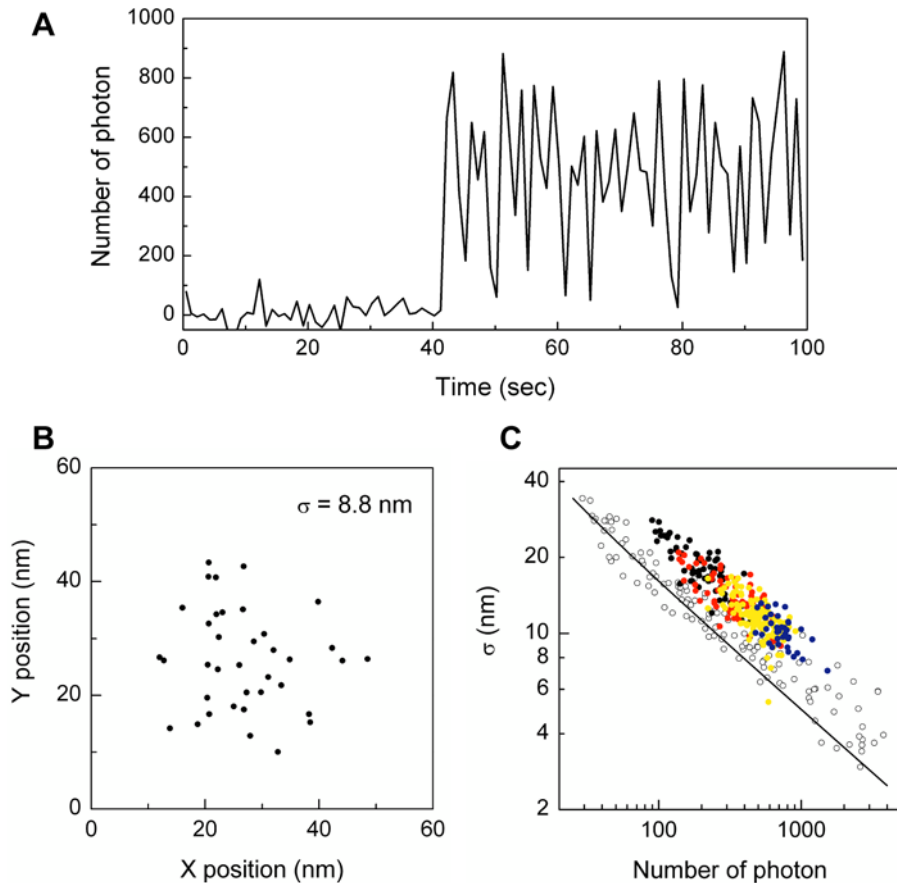 A
1000
800
600
400
200
0
Number of photon
0 20 40 60 80 100
Time (sec)
B
60
40
20
0
Y position (nm)
σ = 8.8 nm
0 20 40 60
X position (nm)
C
40
20
10
8
6
4
2
σ (nm)
100 1000
Number of photon